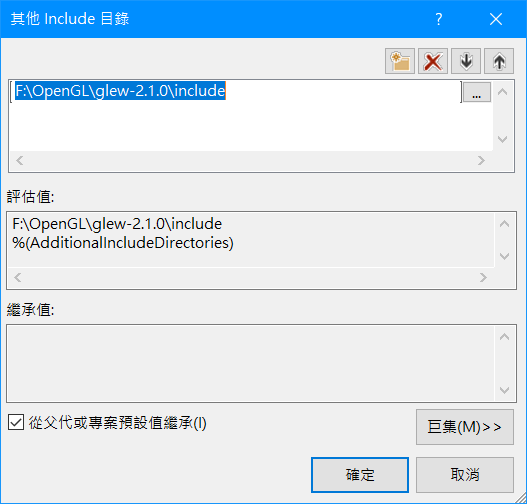 其他 Include 目錄
?
F:\OpenGL\glew-2.1.0\include
...
評估值:
F:\OpenGL\glew-2.1.0\include
%(AdditionalIncludeDirectories)
繼承值:
從父代或專案預設值繼承(I)
巨集(M)>>
確定
取消